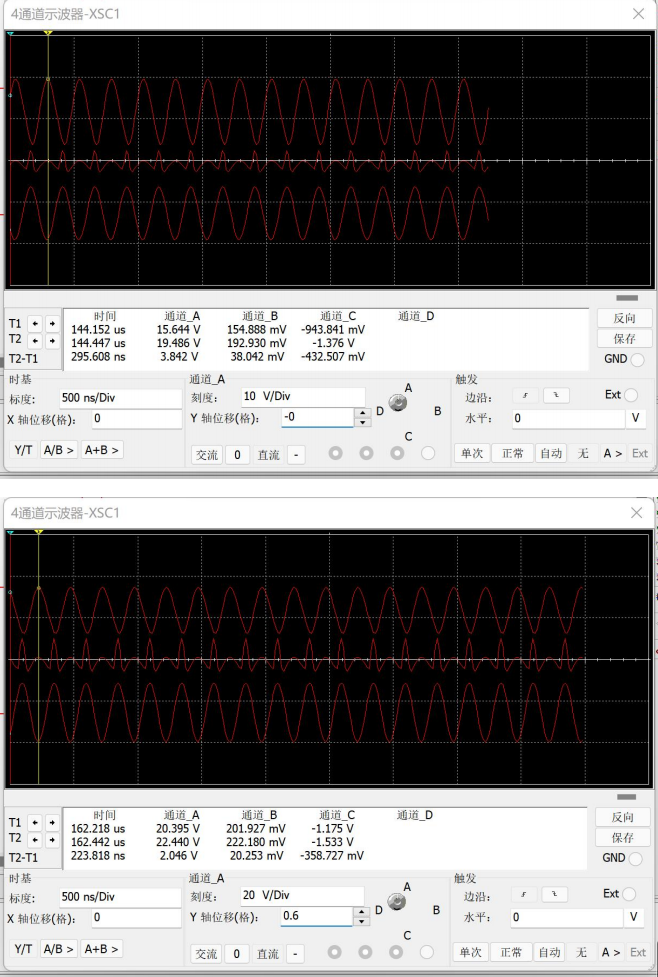 4通道示波器-XSC1
时间 通道_A 通道_B 通道_C 通道_D
T1 144.152 us 15.644 V 154.888 mV -943.841 mV
T2 144.447 us 19.486 V 192.930 mV -1.376 V
T2-T1 295.608 ns 3.842 V 38.042 mV -432.507 mV
反向
保存
GND
时基
标度: 500 ns/Div
X 轴位移(格): 0
Y/T A/B > A+B >
通道_A
刻度: 10 V/Div
Y 轴位移(格): -0
交流 0 直流 -
A
B
C
D
触发
边沿: Ext
水平: 0 V
单次 正常 自动 无 A > Ext
4通道示波器-XSC1
时间 通道_A 通道_B 通道_C 通道_D
T1 162.218 us 20.395 V 201.927 mV -1.175 V
T2 162.442 us 22.440 V 222.180 mV -1.533 V
T2-T1 223.818 ns 2.046 V 20.253 mV -358.727 mV
反向
保存
GND
时基
标度: 500 ns/Div
X 轴位移(格): 0
Y/T A/B > A+B >
通道_A
刻度: 20 V/Div
Y 轴位移(格): 0.6
交流 0 直流 -
A
B
C
D
触发
边沿: Ext
水平: 0 V
单次 正常 自动 无 A > Ext